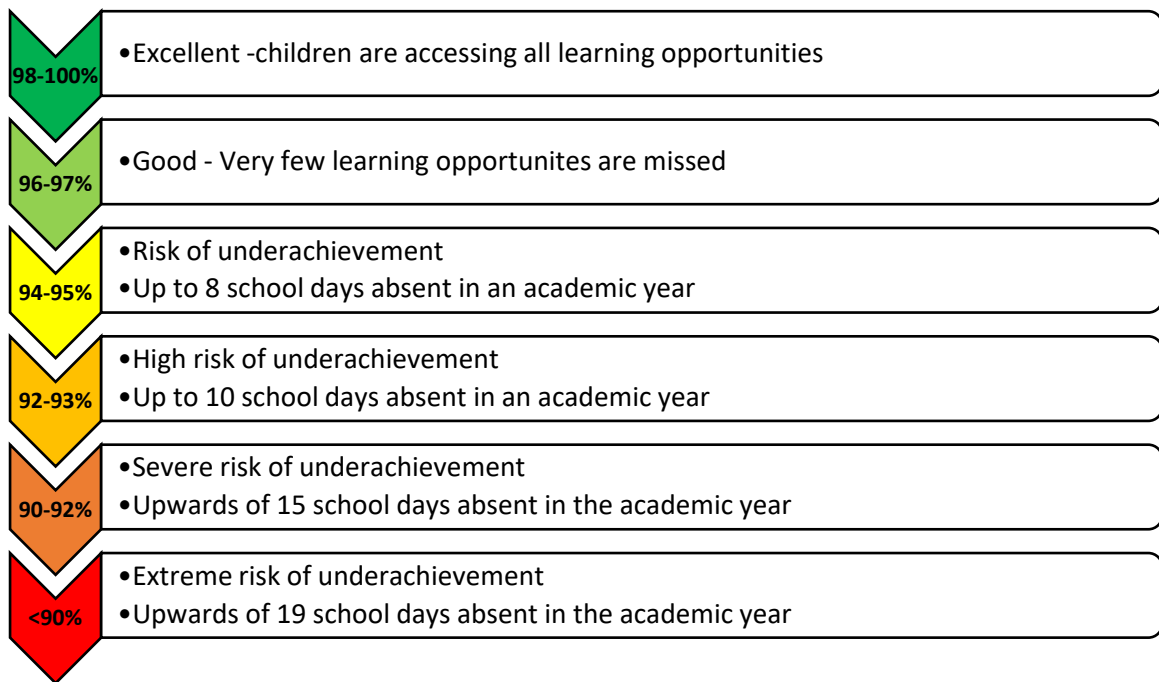 98-100%
•Excellent -children are accessing all learning opportunities
96-97%
•Good - Very few learning opportunites are missed
94-95%
•Risk of underachievement
•Up to 8 school days absent in an academic year
92-93%
•High risk of underachievement
•Up to 10 school days absent in an academic year
90-92%
•Severe risk of underachievement
•Upwards of 15 school days absent in the academic year
<90%
•Extreme risk of underachievement
•Upwards of 19 school days absent in the academic year